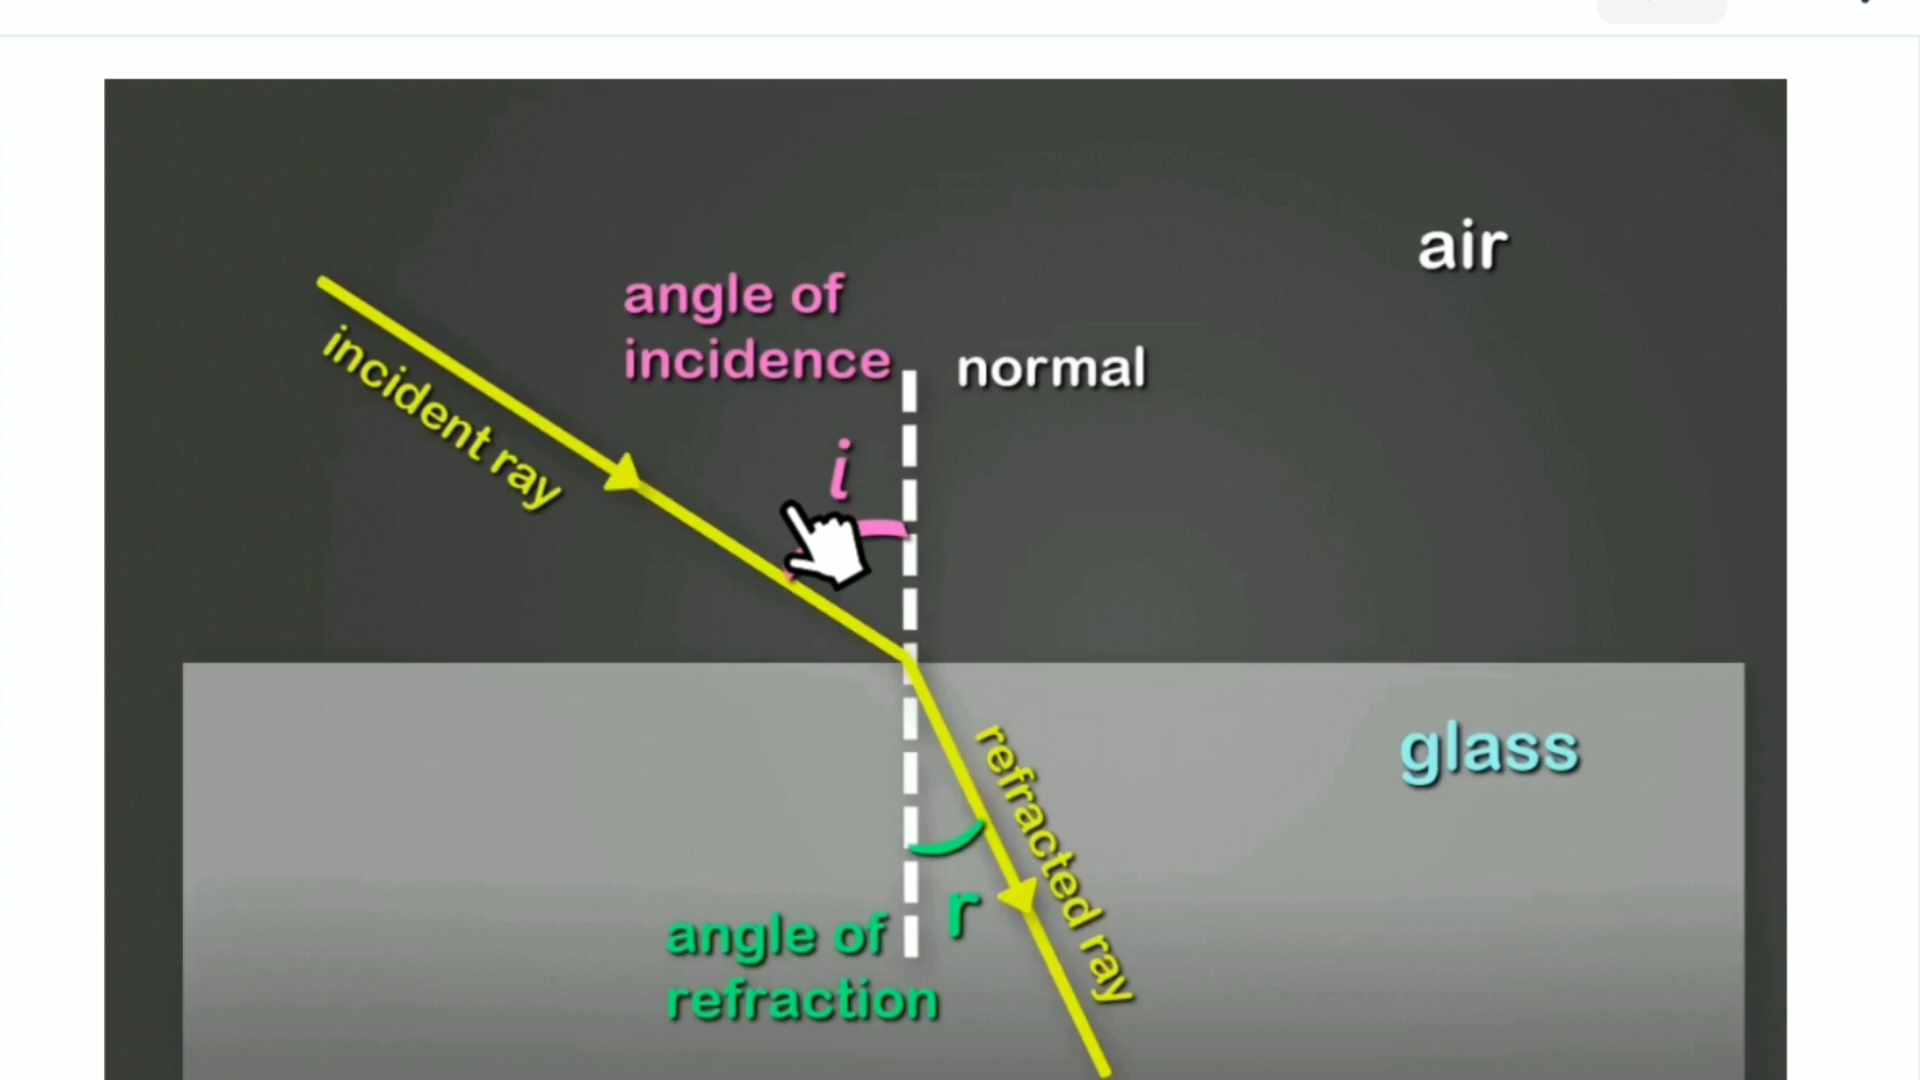 air
angle of
incidence
normal
incident ray
i
glass
refracted ray
r
angle of
refraction